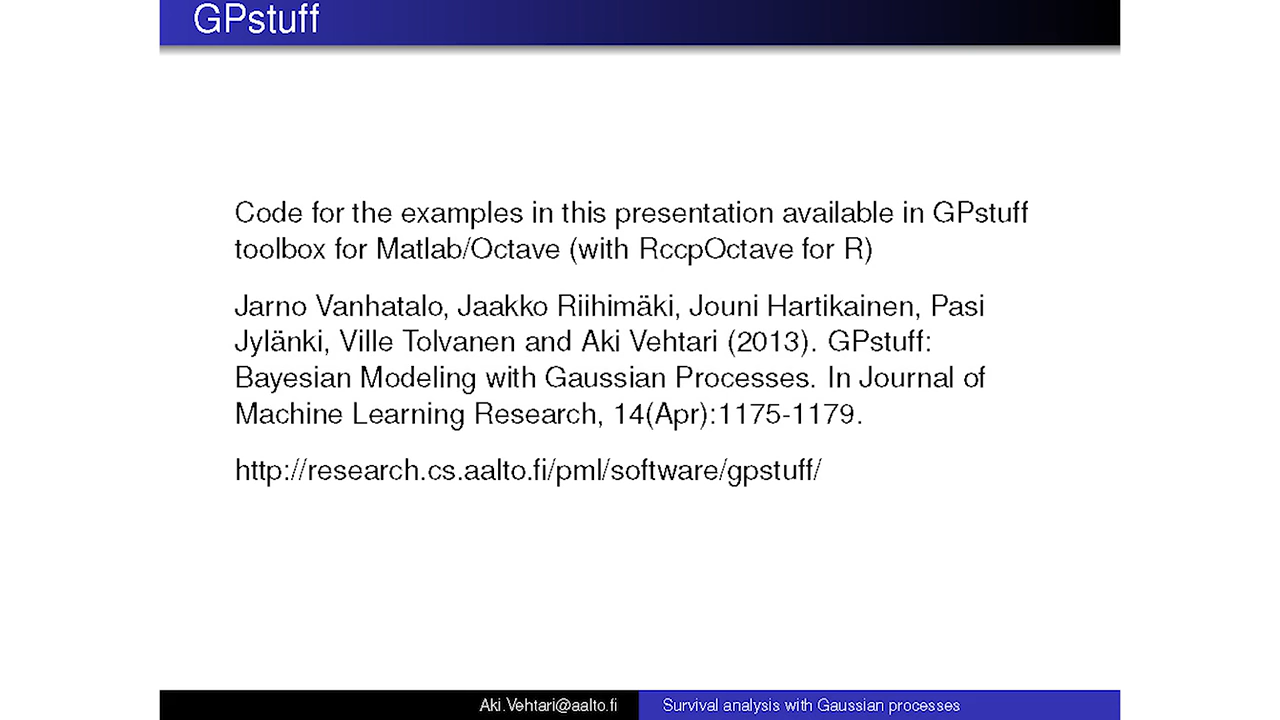 GPstuff
Code for the examples in this presentation available in GPstuff
toolbox for Matlab/Octave (with RccpOctave for R)
Jarno Vanhatalo, Jaakko Riihimäki, Jouni Hartikainen, Pasi
Jylänki, Ville Tolvanen and Aki Vehtari (2013). GPstuff:
Bayesian Modeling with Gaussian Processes. In Journal of
Machine Learning Research, 14(Apr):1175-1179.
http://research.cs.aalto.fi/pml/software/gpstuff/
Aki.Vehtari@aalto.fi
Survival analysis with Gaussian processes